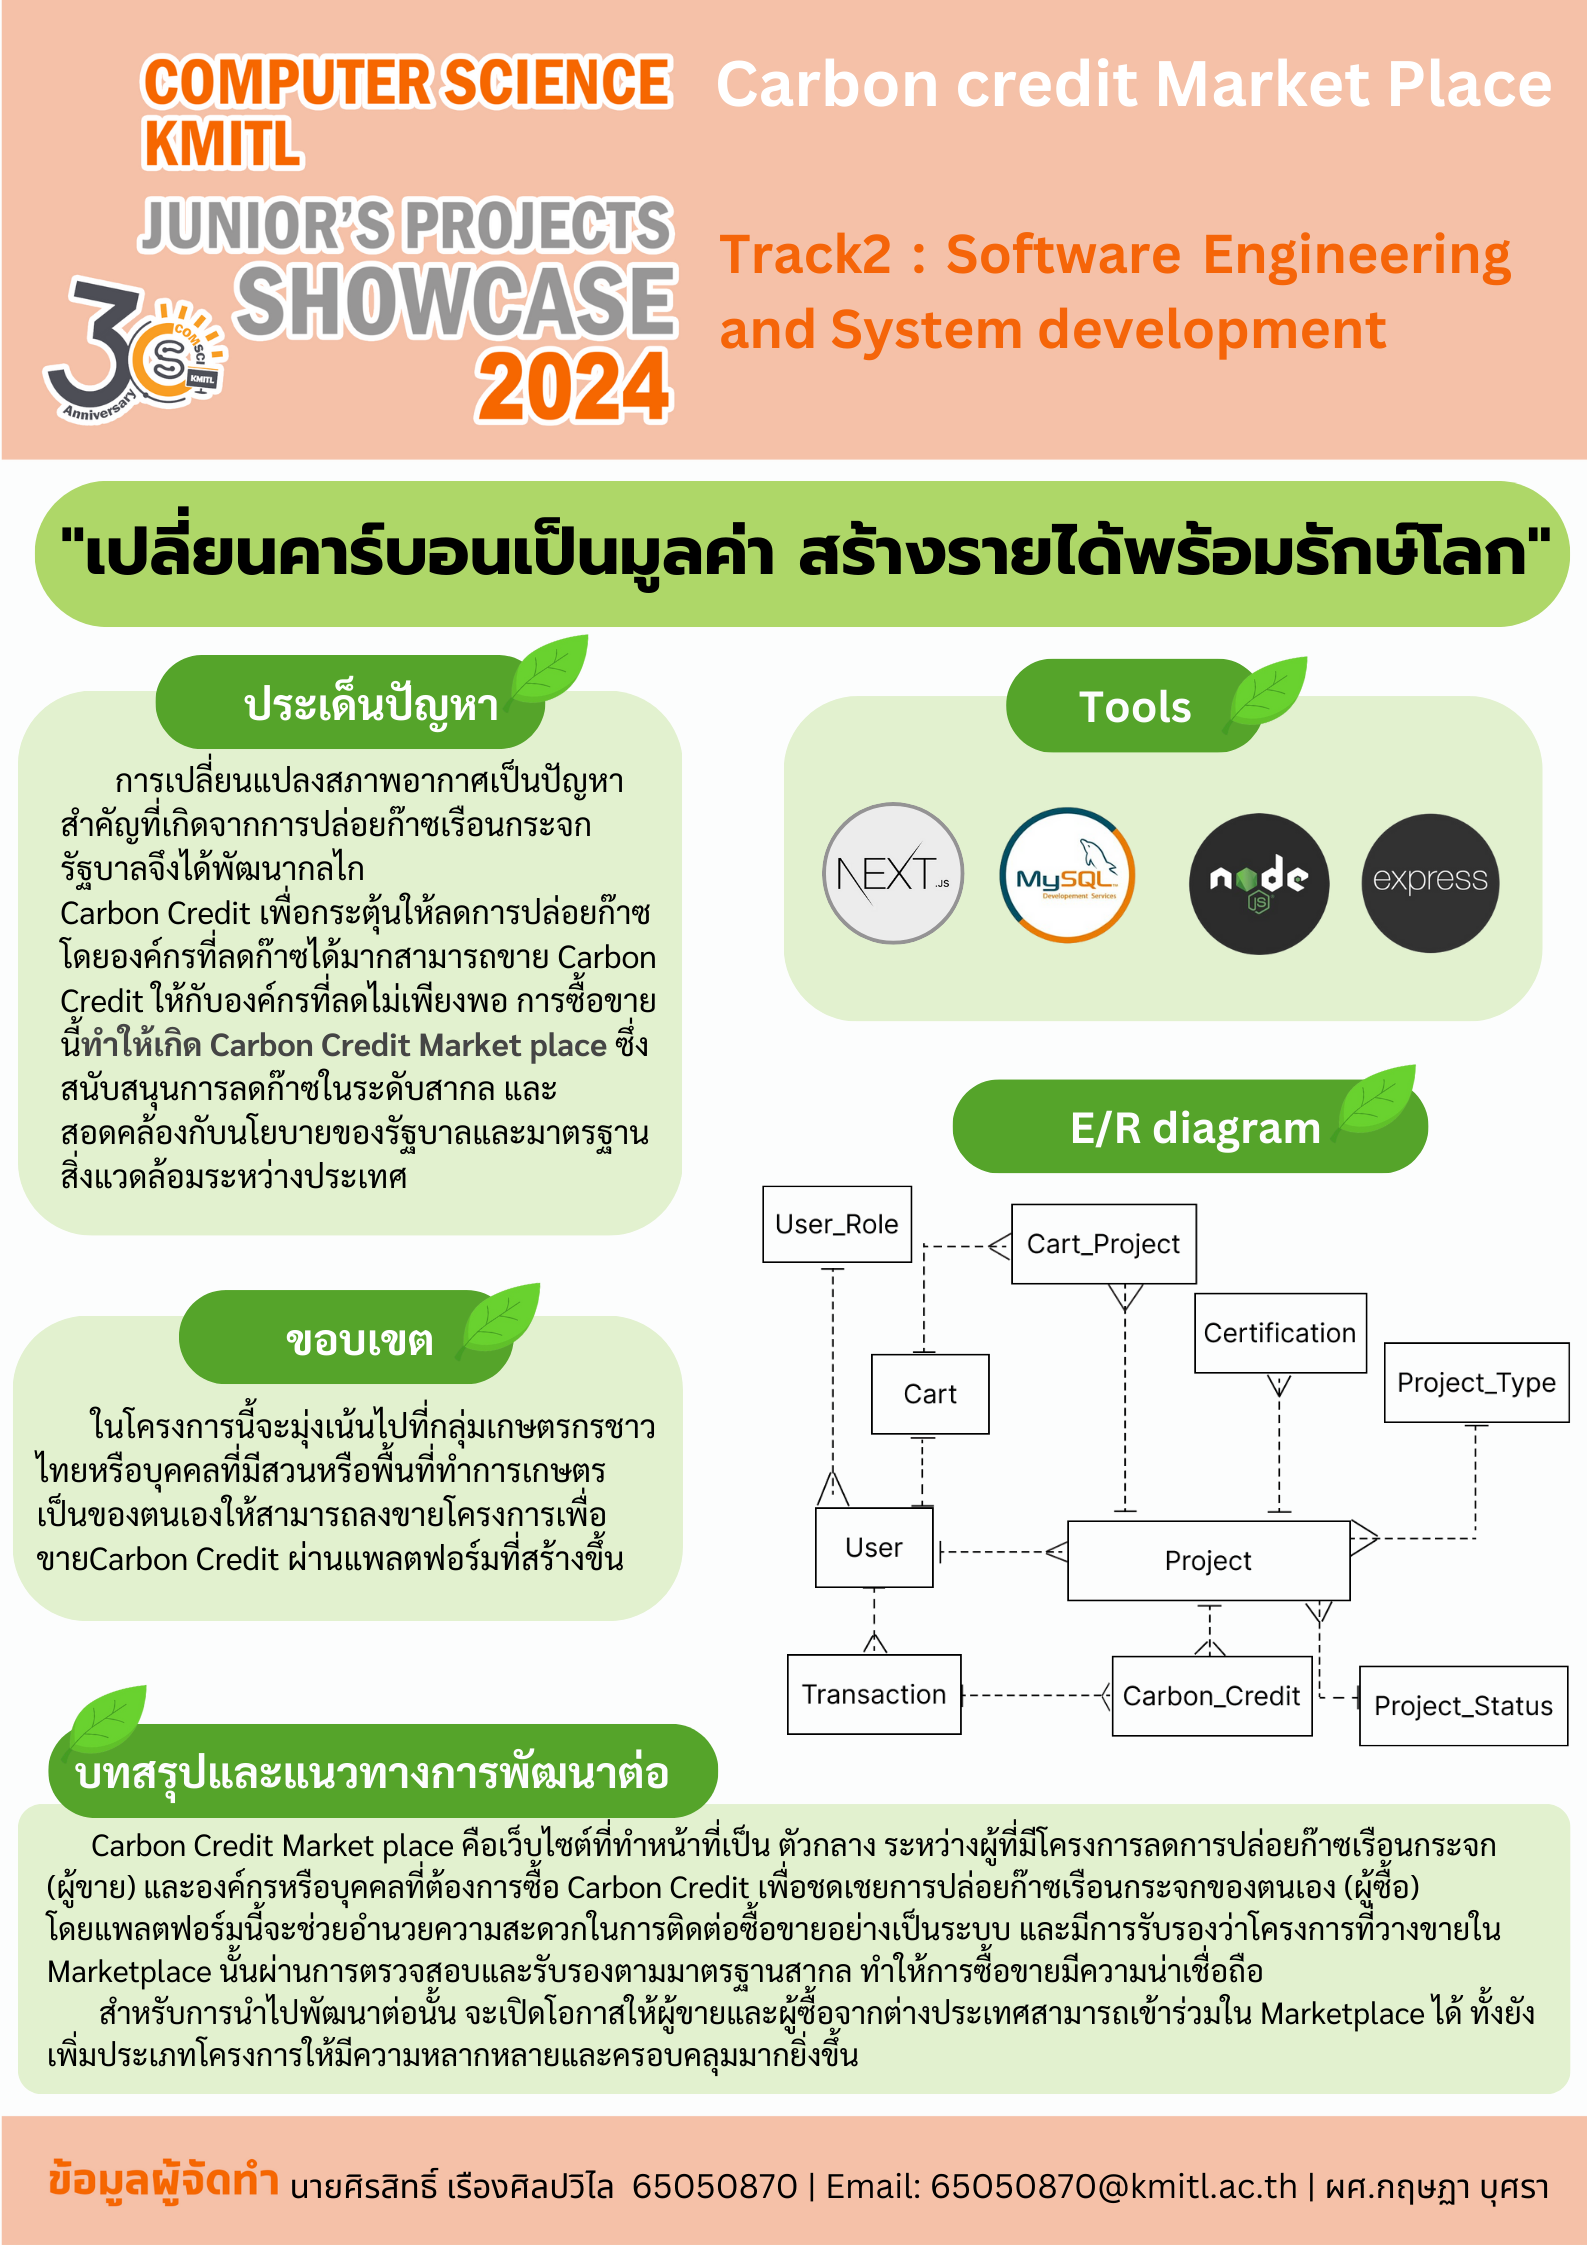 COMPUTER SCIENCE
KMITL
JUNIOR'S PROJECTS
SHOWCASE
2024
30
Anniversary
CS
COMSCI
KMITL
Carbon credit Market Place
Track2 : Software Engineering
and System development
"เปลี่ยนคาร์บอนเป็นมูลค่า สร้างรายได้พร้อมรักษ์โลก"
ประเด็นปัญหา
การเปลี่ยนแปลงสภาพอากาศเป็นปัญหา
สำคัญที่เกิดจากการปล่อยก๊าซเรือนกระจก
รัฐบาลจึงได้พัฒนากลไก
Carbon Credit เพื่อกระตุ้นให้ลดการปล่อยก๊าซ
โดยองค์กรที่ลดก๊าซได้มากสามารถขาย Carbon
Credit ให้กับองค์กรที่ลดไม่เพียงพอ การซื้อขาย
นี้ทำให้เกิด Carbon Credit Market place ซึ่ง
สนับสนุนการลดก๊าซในระดับสากล และ
สอดคล้องกับนโยบายของรัฐบาลและมาตรฐาน
สิ่งแวดล้อมระหว่างประเทศ
ขอบเขต
ในโครงการนี้จะมุ่งเน้นไปที่กลุ่มเกษตรกรชาว
ไทยหรือบุคคลที่มีสวนหรือพื้นที่ทำการเกษตร
เป็นของตนเองให้สามารถลงขายโครงการเพื่อ
ขายCarbon Credit ผ่านแพลตฟอร์มที่สร้างขึ้น
Tools
NEXT.JS
MySQL
Developement Services
node
JS
express
E/R diagram
User_Role
Cart_Project
Certification
Project_Type
Cart
User
Project
Transaction
Carbon_Credit
Project_Status
บทสรุปและแนวทางการพัฒนาต่อ
Carbon Credit Market place คือเว็บไซต์ที่ทำหน้าที่เป็น ตัวกลาง ระหว่างผู้ที่มีโครงการลดการปล่อยก๊าซเรือนกระจก
(ผู้ขาย) และองค์กรหรือบุคคลที่ต้องการซื้อ Carbon Credit เพื่อชดเชยการปล่อยก๊าซเรือนกระจกของตนเอง (ผู้ซื้อ)
โดยแพลตฟอร์มนี้จะช่วยอำนวยความสะดวกในการติดต่อซื้อขายอย่างเป็นระบบ และมีการรับรองว่าโครงการที่วางขายใน
Marketplace นั้นผ่านการตรวจสอบและรับรองตามมาตรฐานสากล ทำให้การซื้อขายมีความน่าเชื่อถือ
สำหรับการนำไปพัฒนาต่อนั้น จะเปิดโอกาสให้ผู้ขายและผู้ซื้อจากต่างประเทศสามารถเข้าร่วมใน Marketplace ได้ ทั้งยัง
เพิ่มประเภทโครงการให้มีความหลากหลายและครอบคลุมมากยิ่งขึ้น
ข้อมูลผู้จัดทำ นายศิรสิทธิ์ เรืองศิลปวิไล 65050870 | Email: 65050870@kmitl.ac.th | ผศ.กฤษฏา บุศรา